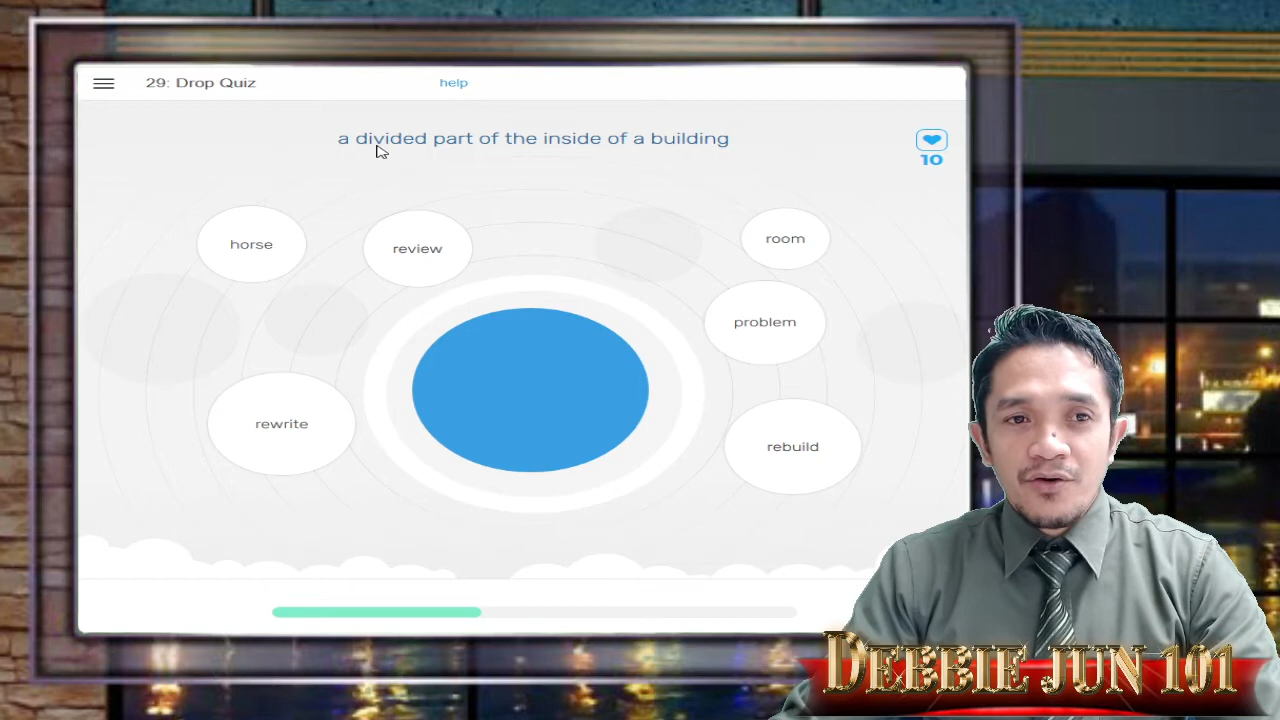 29: Drop Quiz
help
a divided part of the inside of a building
10
horse
review
room
problem
rewrite
rebuild
DEBBIE JUN 101